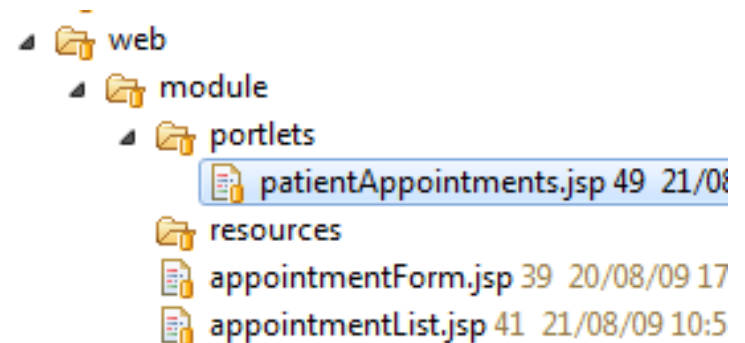 web
module
portlets
patientAppointments.jsp 49 21/08
resources
appointmentForm.jsp 39 20/08/09 17
appointmentList.jsp 41 21/08/09 10:5